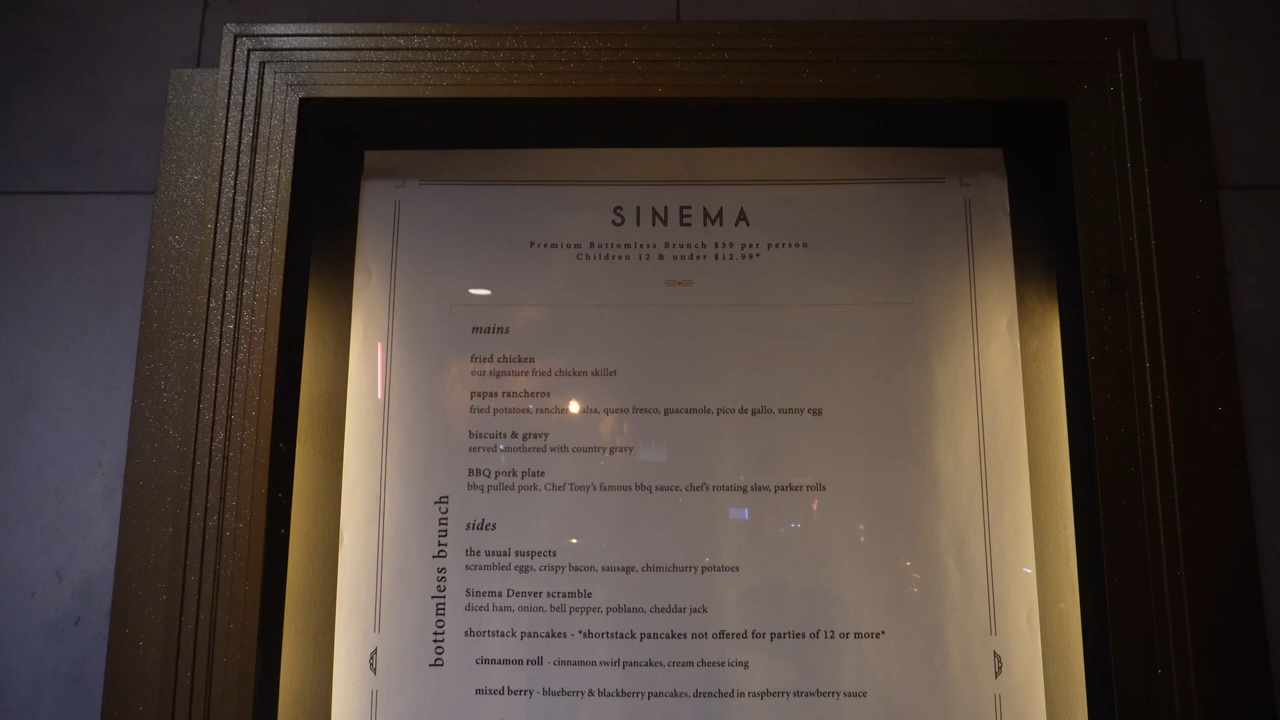 SINEMA
Premium Bottomless Brunch $39 per person
Children 12 & under $12.99*
mains
fried chicken
our signature fried chicken skillet
papas rancheros
fried potatoes, ranchero salsa, queso fresco, guacamole, pico de gallo, sunny egg
biscuits & gravy
served smothered with country gravy
BBQ pork plate
bbq pulled pork, Chef Tony's famous bbq sauce, chef's rotating slaw, parker rolls
bottomless brunch
sides
the usual suspects
scrambled eggs, crispy bacon, sausage, chimichurry potatoes
Sinema Denver scramble
diced ham, onion, bell pepper, poblano, cheddar jack
shortstack pancakes - *shortstack pancakes not offered for parties of 12 or more*
cinnamon roll - cinnamon swirl pancakes, cream cheese icing
mixed berry - blueberry & blackberry pancakes, drenched in raspberry strawberry sauce